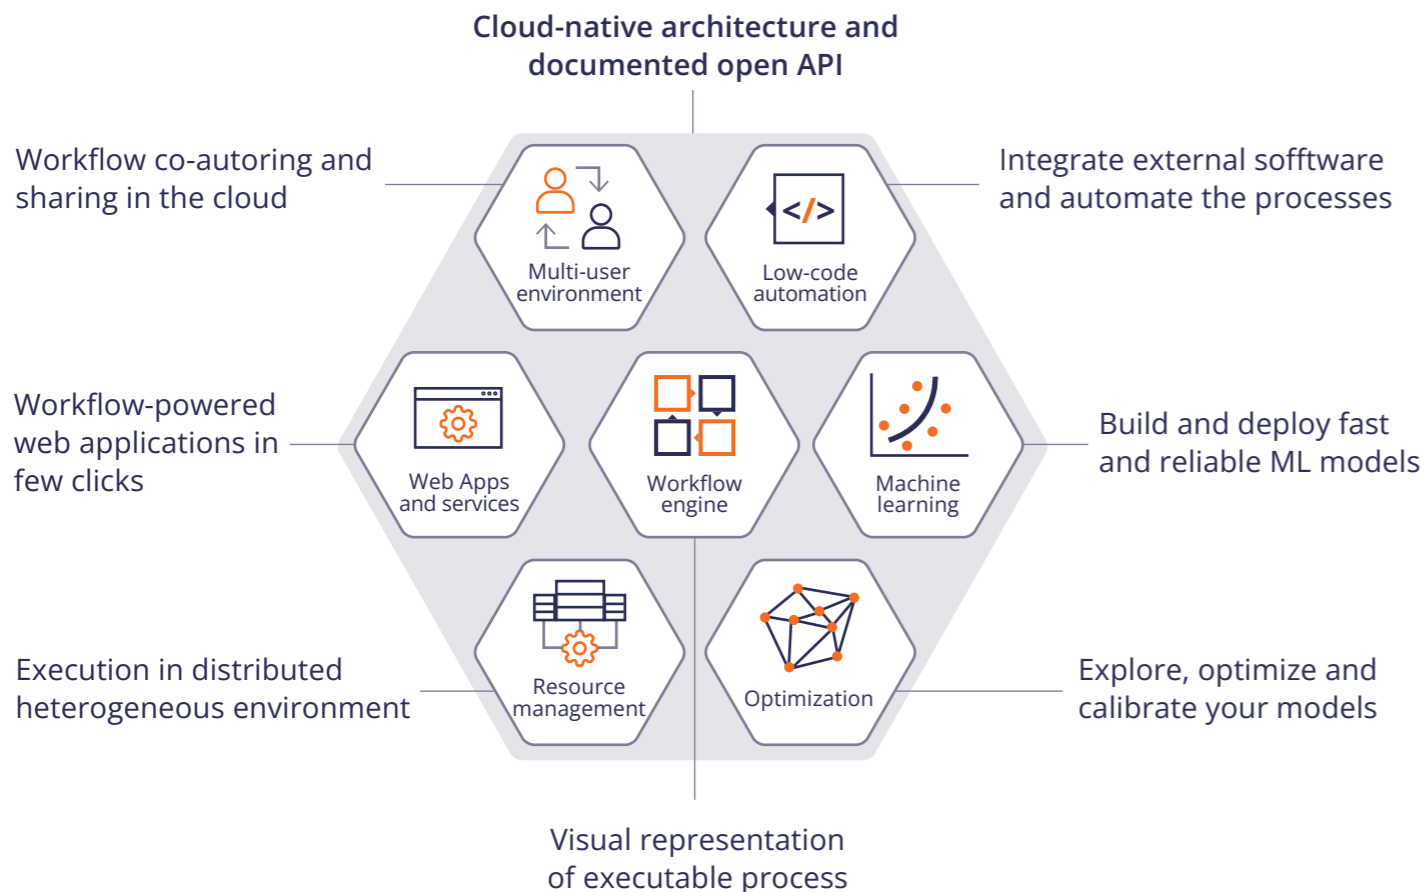 Cloud-native architecture and
documented open API
Workflow co-autoring and
sharing in the cloud
Integrate external sofftware
and automate the processes
Multi-user
environment
</>
Low-code
automation
Workflow-powered
web applications in
few clicks
Web Apps
and services
Workflow
engine
Machine
learning
Build and deploy fast
and reliable ML models
Execution in distributed
heterogeneous environment
Resource
management
Optimization
Explore, optimize and
calibrate your models
Visual representation
of executable process